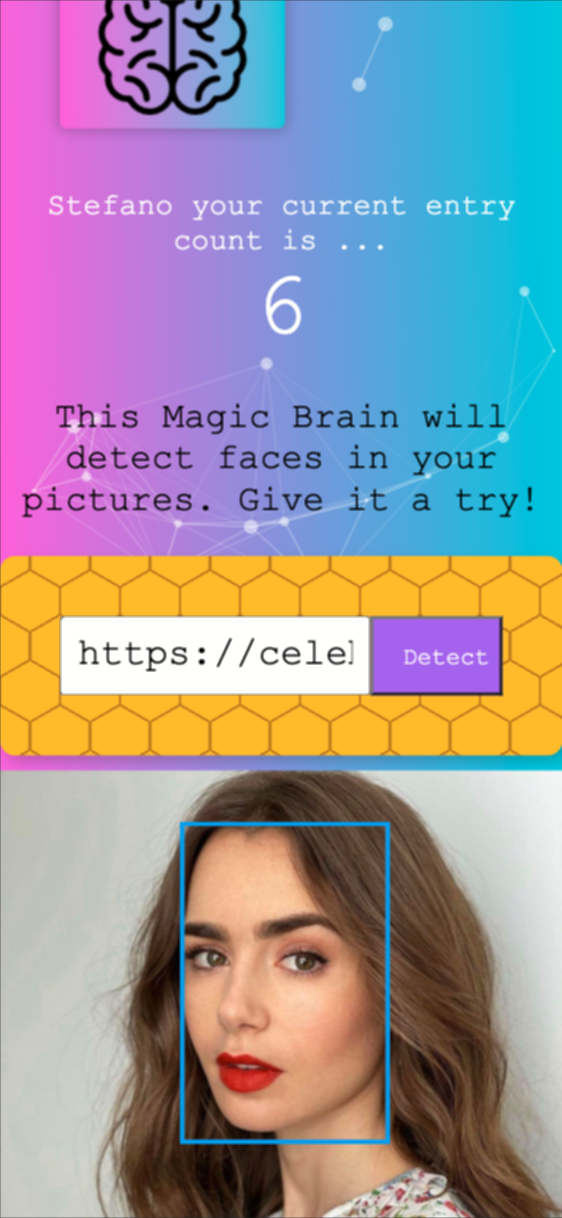 Stefano your current entry
count is ...
6
This Magic Brain will
detect faces in your
pictures. Give it a try!
https://cele
Detect